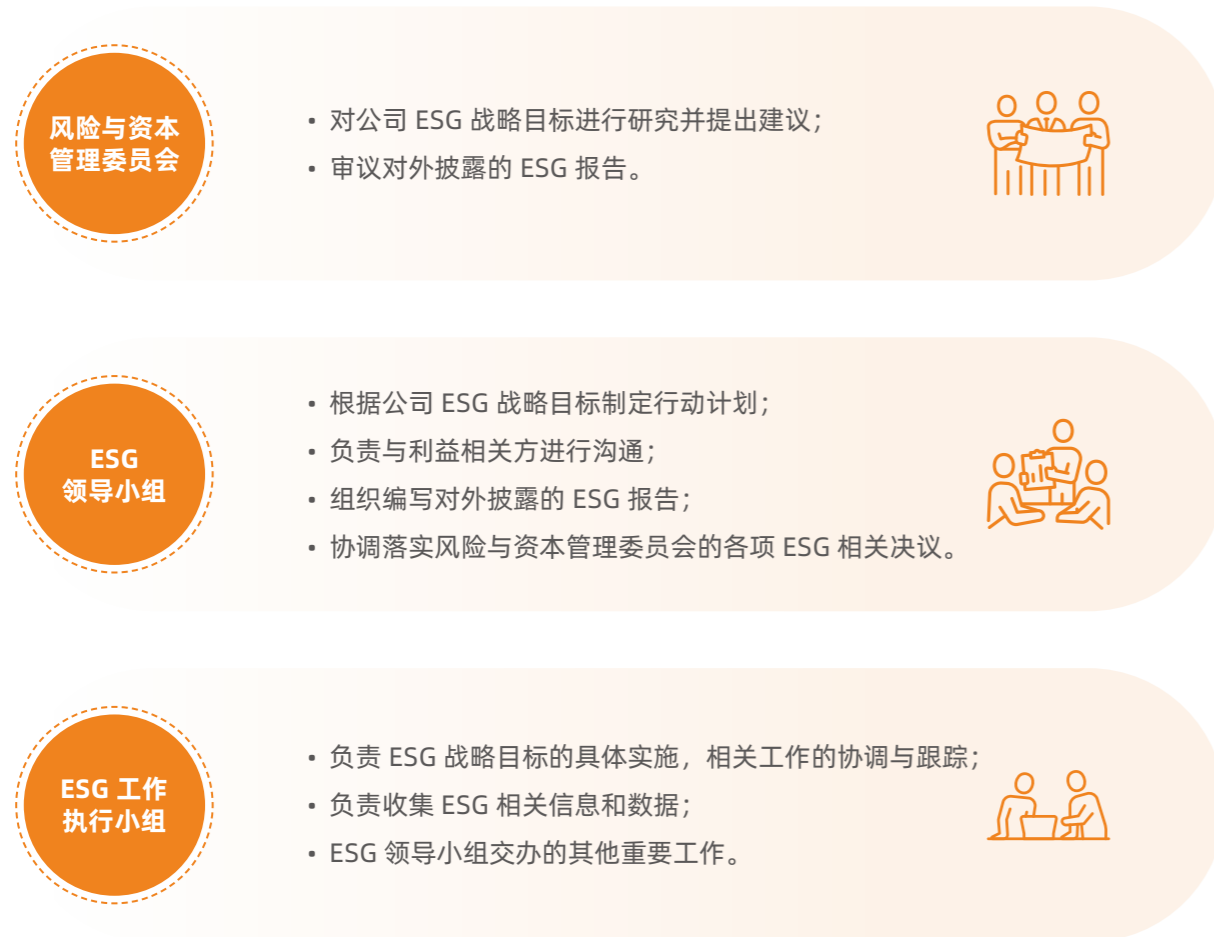 风险与资本
管理委员会
• 对公司 ESG 战略目标进行研究并提出建议；
• 审议对外披露的 ESG 报告。
ESG
领导小组
• 根据公司 ESG 战略目标制定行动计划；
• 负责与利益相关方进行沟通；
• 组织编写对外披露的 ESG 报告；
• 协调落实风险与资本管理委员会的各项 ESG 相关决议。
ESG 工作
执行小组
• 负责 ESG 战略目标的具体实施，相关工作的协调与跟踪；
• 负责收集 ESG 相关信息和数据；
• ESG 领导小组交办的其他重要工作。